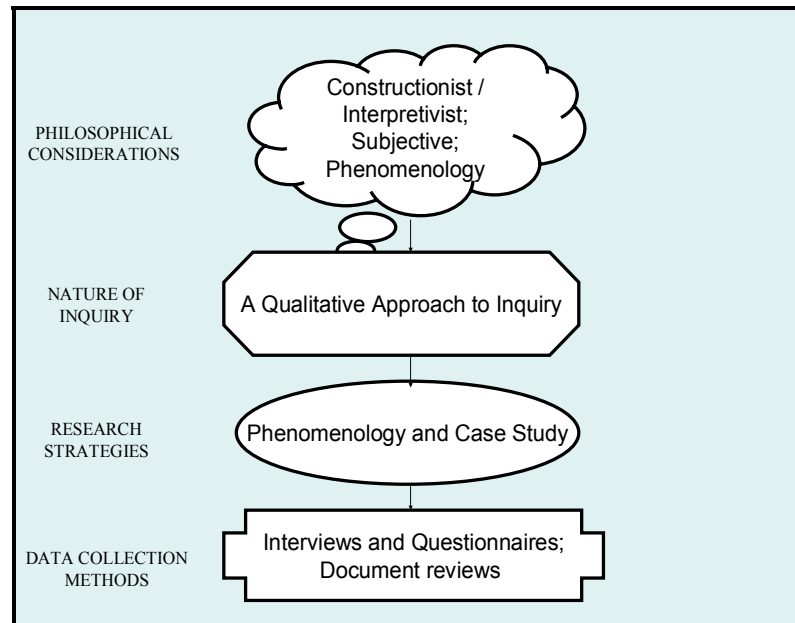 PHILOSOPHICAL
CONSIDERATIONS
Constructionist /
Interpretivist;
Subjective;
Phenomenology
NATURE OF
INQUIRY
A Qualitative Approach to Inquiry
RESEARCH
STRATEGIES
Phenomenology and Case Study
DATA COLLECTION
METHODS
Interviews and Questionnaires;
Document reviews